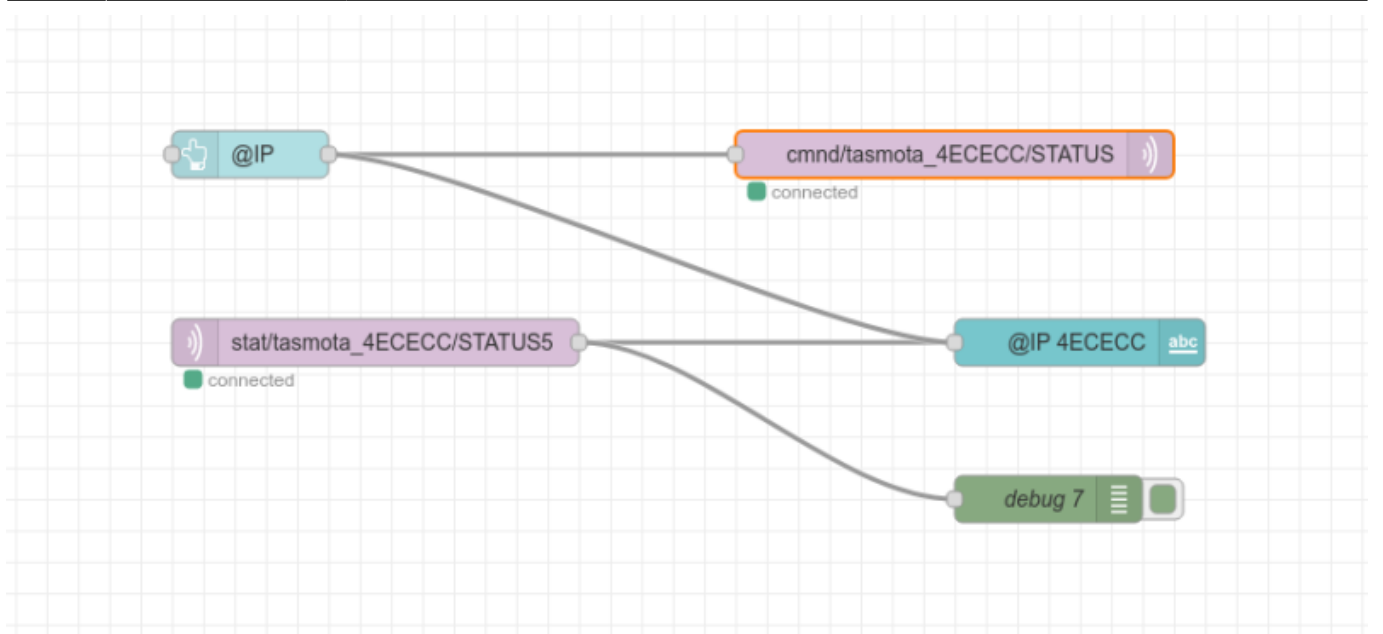 @IP
cmnd/tasmota_4ECECC/STATUS
connected
stat/tasmota_4ECECC/STATUS5
connected
@IP 4ECECC
abc
debug 7